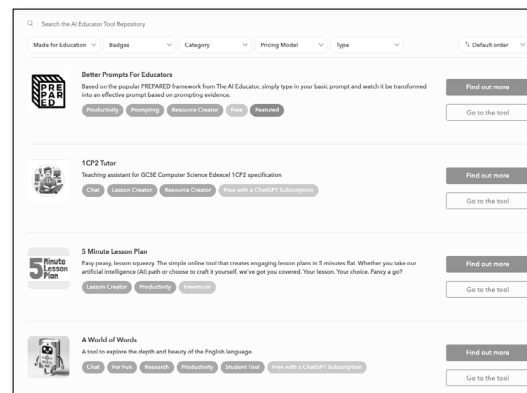 Search the AI Educator Tool Repository
Made for Education Badges Category Pricing Model Type Default order
PRE
PAR
ED
Better Prompts For Educators
Based on the popular PREPARED framework from The AI Educator, simply type in your basic prompt and watch it be transformed
into an effective prompt based on prompting evidence.
Productivity Prompting Resource Creator Free Featured
Find out more
Go to the tool
1CP2 Tutor
Teaching assistant for GCSE Computer Science Edexcel 1CP2 specification
Chat Lesson Creator Resource Creator Free with a ChatGPT Subscription
Find out more
Go to the tool
5 Minute
Lesson
Plan
5 Minute Lesson Plan
Easy peasy, lesson squeezy. The simple online tool that creates engaging lesson plans in 5 minutes flat. Whether you take our
artificial intelligence (AI) path or choose to craft it yourself, we've got you covered. Your lesson. Your choice. Fancy a go?
Lesson Creator Productivity Freemium
Find out more
Go to the tool
A World of Words
A tool to explore the depth and beauty of the English language.
Chat For Fun Research Productivity Student Tool Free with a ChatGPT Subscription
Find out more
Go to the tool